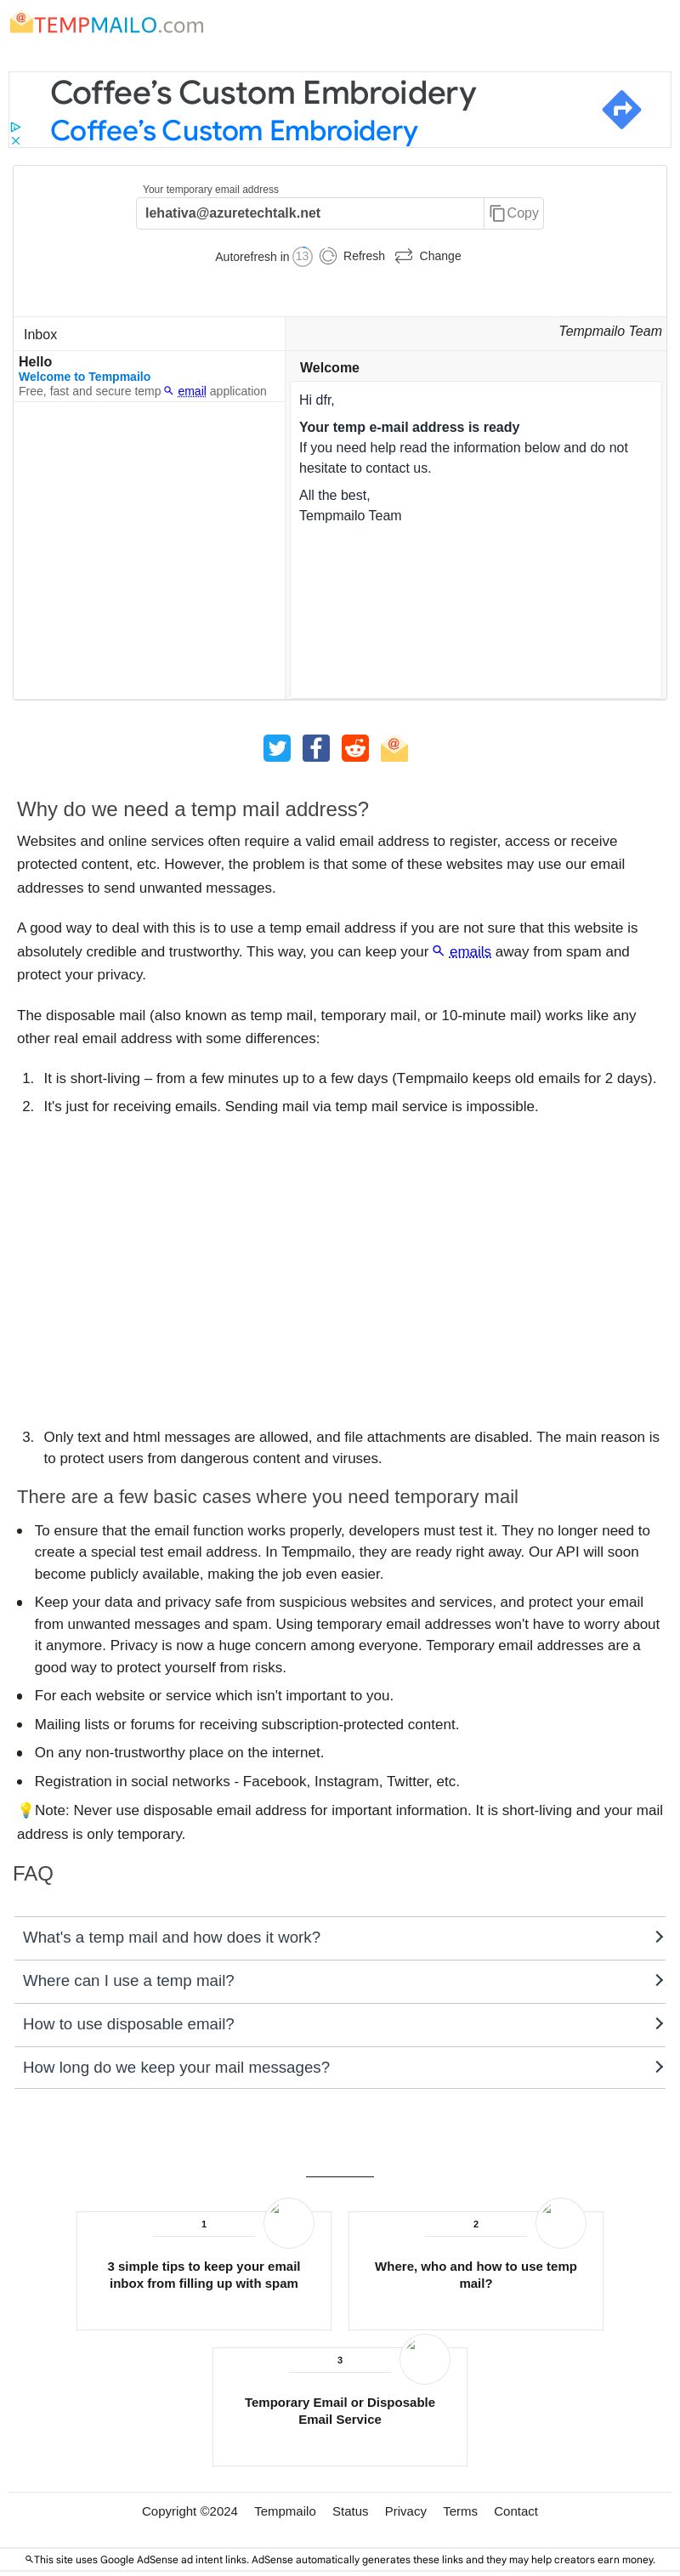 TEMPMAILO.com
Coffee's Custom Embroidery
Coffee's Custom Embroidery
Your temporary email address
lehativa@azuretechtalk.net
Copy
Autorefresh in 13 Refresh Change
Inbox
Tempmailo Team
Hello
Welcome to Tempmailo
Free, fast and secure temp email application
Welcome
Hi dfr,
Your temp e-mail address is ready
If you need help read the information below and do not
hesitate to contact us.
All the best,
Tempmailo Team
Why do we need a temp mail address?
Websites and online services often require a valid email address to register, access or receive
protected content, etc. However, the problem is that some of these websites may use our email
addresses to send unwanted messages.
A good way to deal with this is to use a temp email address if you are not sure that this website is
absolutely credible and trustworthy. This way, you can keep your emails away from spam and
protect your privacy.
The disposable mail (also known as temp mail, temporary mail, or 10-minute mail) works like any
other real email address with some differences:
1. It is short-living – from a few minutes up to a few days (Tempmailo keeps old emails for 2 days).
2. It's just for receiving emails. Sending mail via temp mail service is impossible.
3. Only text and html messages are allowed, and file attachments are disabled. The main reason is
to protect users from dangerous content and viruses.
There are a few basic cases where you need temporary mail
• To ensure that the email function works properly, developers must test it. They no longer need to
create a special test email address. In Tempmailo, they are ready right away. Our API will soon
become publicly available, making the job even easier.
• Keep your data and privacy safe from suspicious websites and services, and protect your email
from unwanted messages and spam. Using temporary email addresses won't have to worry about
it anymore. Privacy is now a huge concern among everyone. Temporary email addresses are a
good way to protect yourself from risks.
• For each website or service which isn't important to you.
• Mailing lists or forums for receiving subscription-protected content.
• On any non-trustworthy place on the internet.
• Registration in social networks - Facebook, Instagram, Twitter, etc.
💡Note: Never use disposable email address for important information. It is short-living and your mail
address is only temporary.
FAQ
What's a temp mail and how does it work?
Where can I use a temp mail?
How to use disposable email?
How long do we keep your mail messages?
1
3 simple tips to keep your email
inbox from filling up with spam
2
Where, who and how to use temp
mail?
3
Temporary Email or Disposable
Email Service
Copyright ©2024 Tempmailo Status Privacy Terms Contact
This site uses Google AdSense ad intent links. AdSense automatically generates these links and they may help creators earn money.